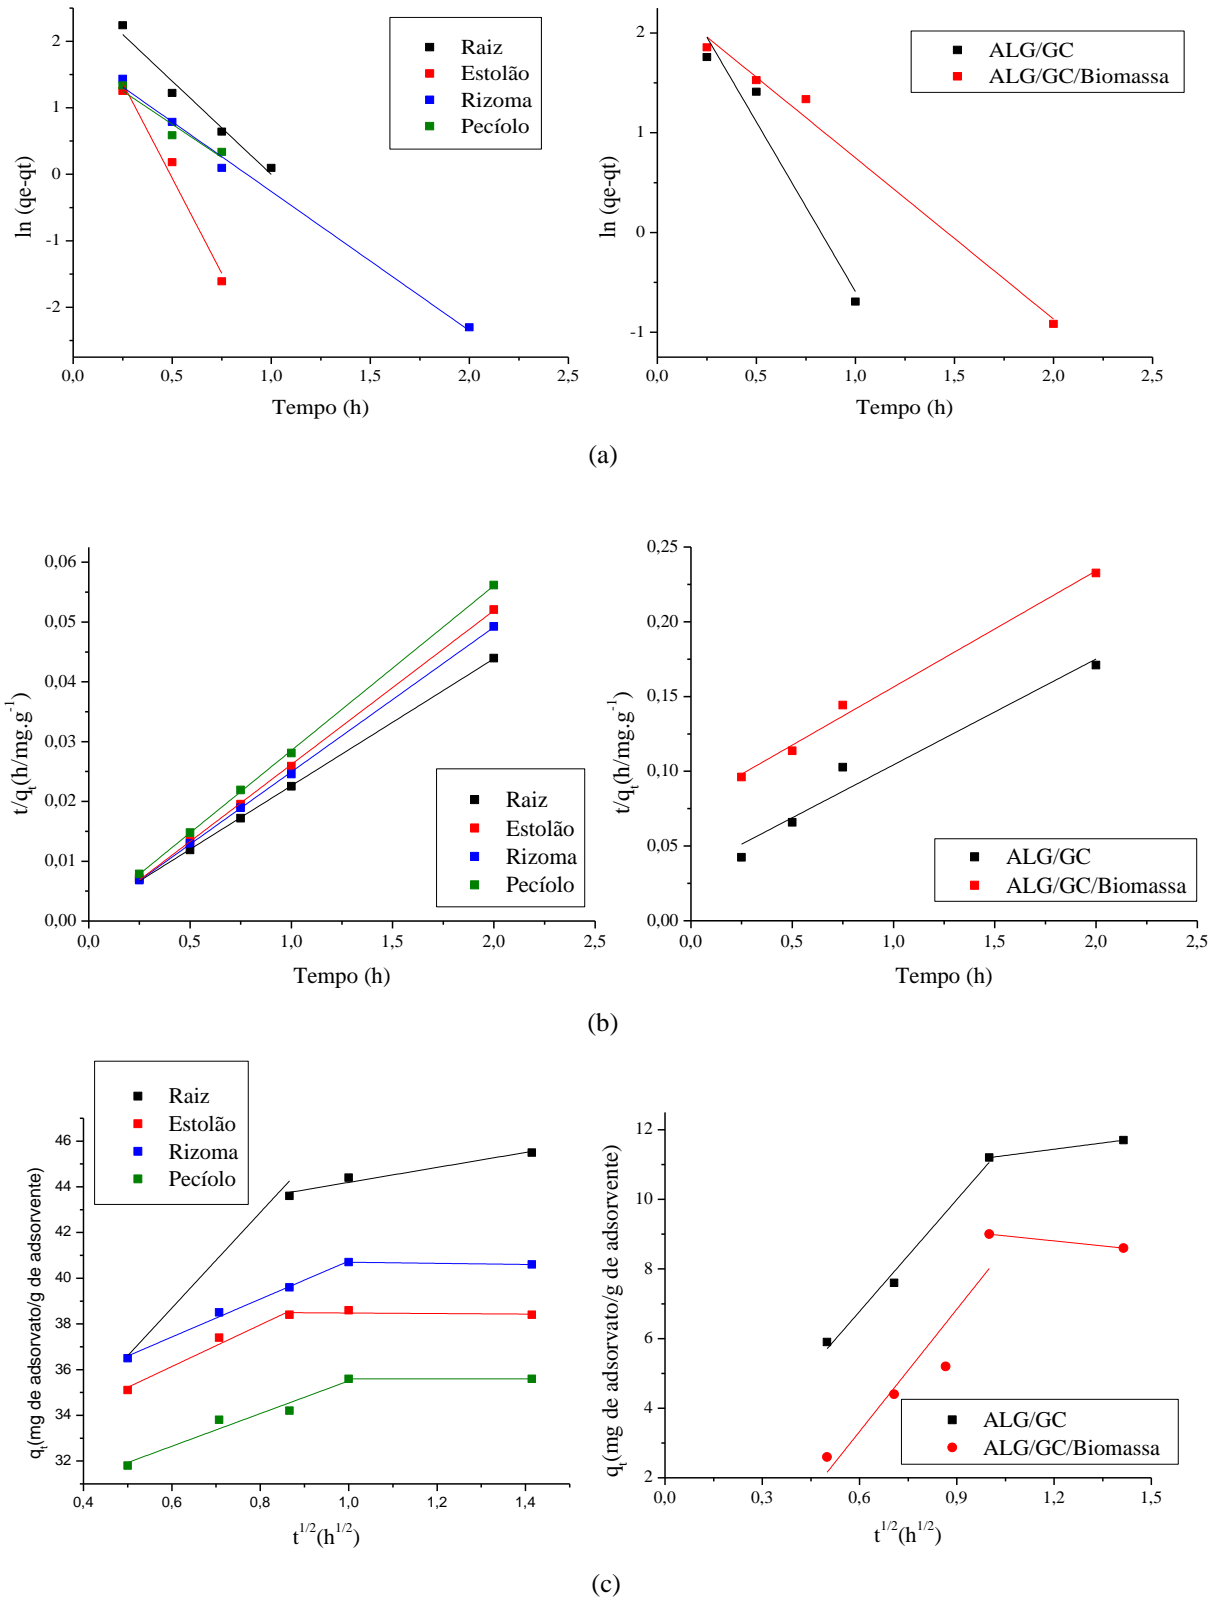 2
1
0
-1
-2
0,0
0,5
1,0
1,5
2,0
2,5
ln (qe-qt)
Tempo (h)
Raiz
Estolão
Rizoma
Pecíolo
2
1
0
-1
0,0
0,5
1,0
1,5
2,0
2,5
ln (qe-qt)
Tempo (h)
ALG/GC
ALG/GC/Biomassa
(a)
0,06
0,05
0,04
0,03
0,02
0,01
0,00
0,0
0,5
1,0
1,5
2,0
2,5
t/qt(h/mg.g-1)
Tempo (h)
Raiz
Estolão
Rizoma
Pecíolo
0,25
0,20
0,15
0,10
0,05
0,00
0,0
0,5
1,0
1,5
2,0
2,5
t/qt(h/mg.g-1)
Tempo (h)
ALG/GC
ALG/GC/Biomassa
(b)
Raiz
Estolão
Rizoma
Pecíolo
46
44
42
40
38
36
34
32
0,4
0,6
0,8
1,0
1,2
1,4
qt(mg de adsorvato/g de adsorvente)
t1/2(h1/2)
12
10
8
6
4
2
0,0
0,3
0,6
0,9
1,2
1,5
qt(mg de adsorvato/g de adsorvente)
t1/2(h1/2)
ALG/GC
ALG/GC/Biomassa
(c)